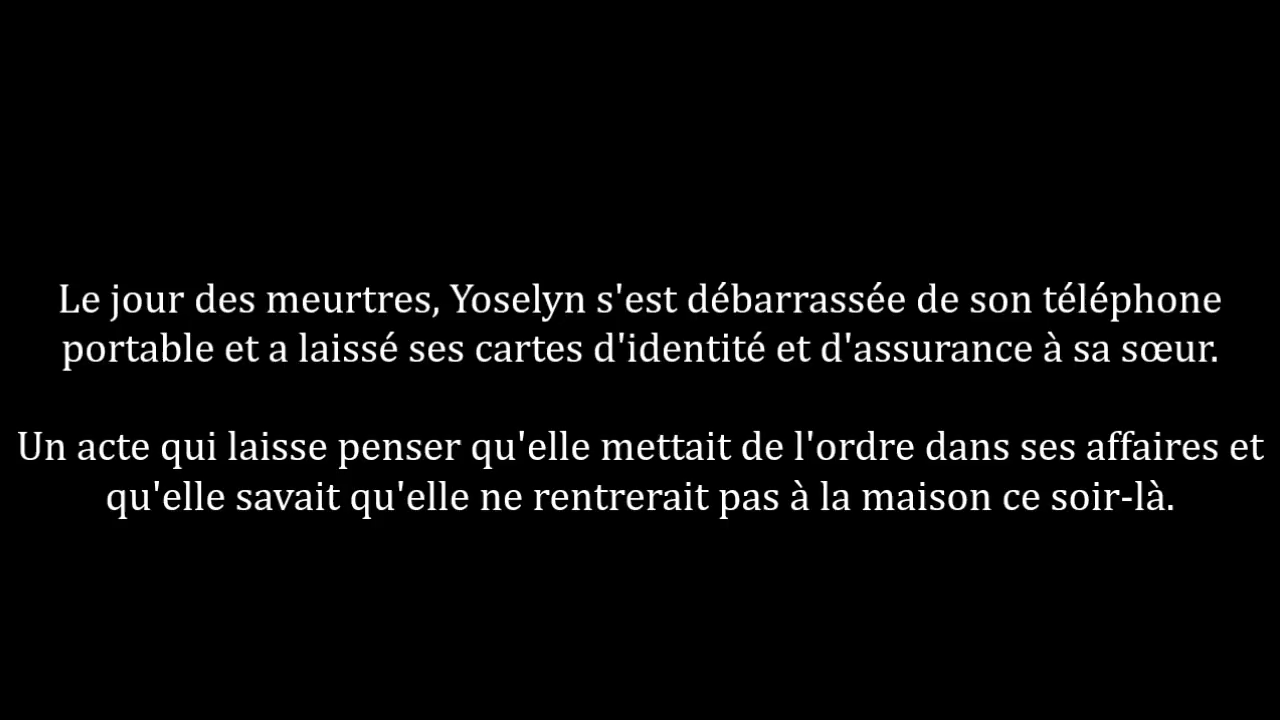 Le jour des meurtres, Yoselyn s'est débarrassée de son téléphone
portable et a laissé ses cartes d'identité et d'assurance à sa sœur.
Un acte qui laisse penser qu'elle mettait de l'ordre dans ses affaires et
qu'elle savait qu'elle ne rentrerait pas à la maison ce soir-là.